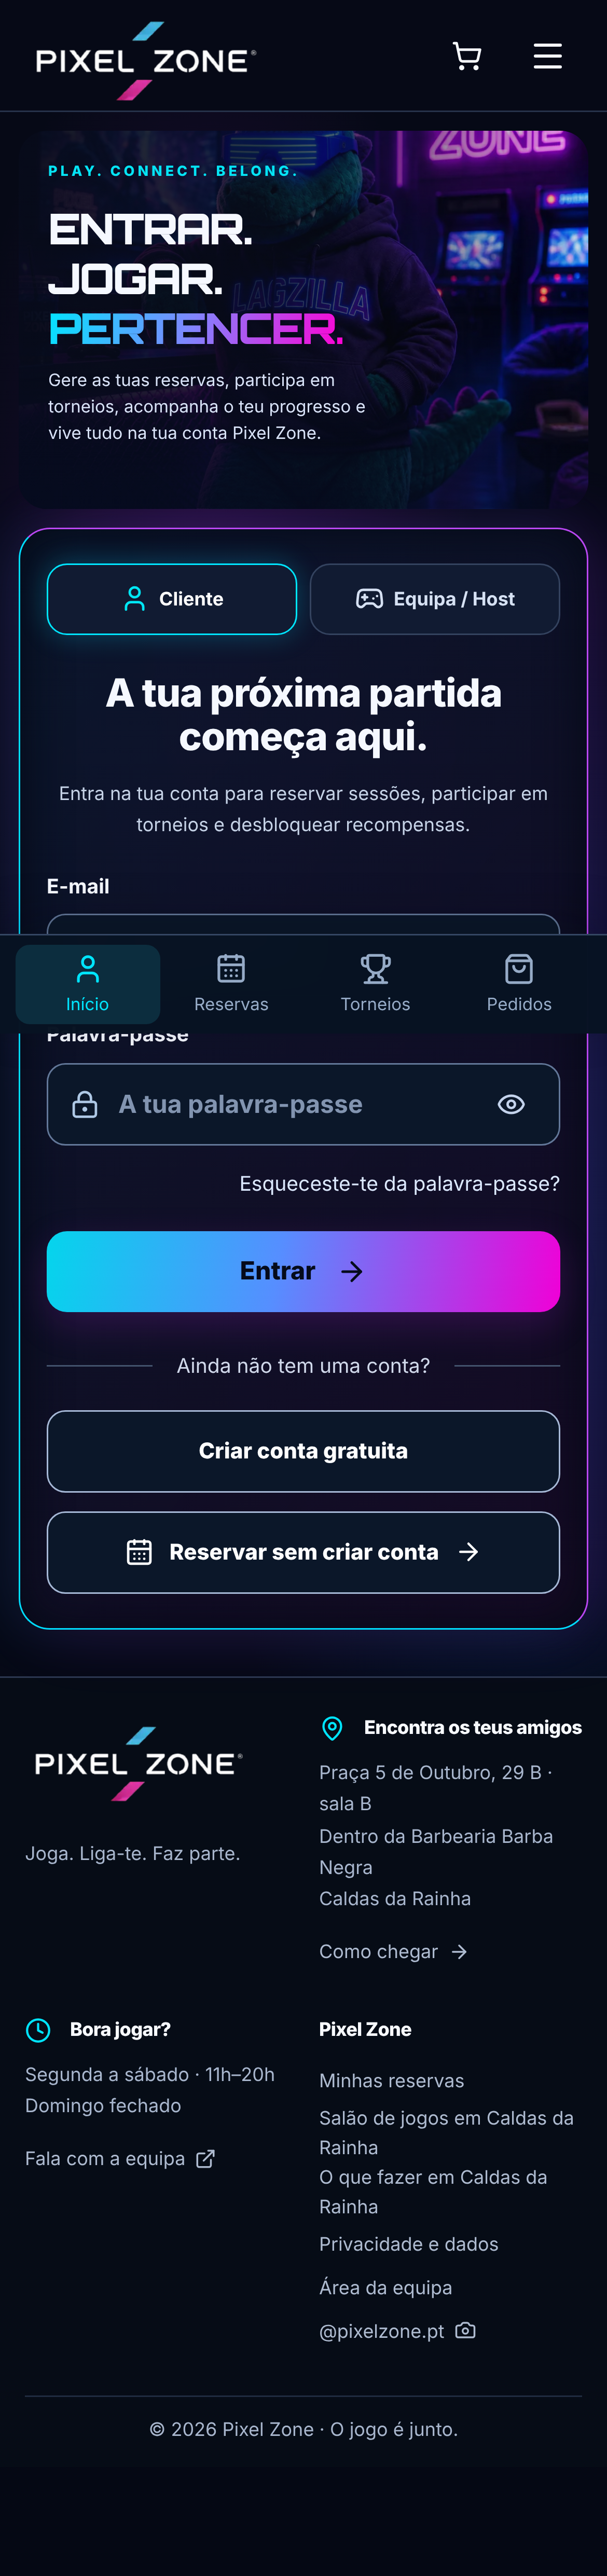 PIXEL ZONE®
ZONE
PLAY. CONNECT. BELONG.
ENTRAR.
JOGAR.
PERTENCER.
LAGZILLA
Gere as tuas reservas, participa em
torneios, acompanha o teu progresso e
vive tudo na tua conta Pixel Zone.
Cliente
Equipa / Host
A tua próxima partida
começa aqui.
Entra na tua conta para reservar sessões, participar em
torneios e desbloquear recompensas.
E-mail
Início
Reservas
Torneios
Pedidos
Palavra-passe
A tua palavra-passe
Esqueceste-te da palavra-passe?
Entrar
Ainda não tem uma conta?
Criar conta gratuita
Reservar sem criar conta
PIXEL ZONE®
Joga. Liga-te. Faz parte.
Encontra os teus amigos
Praça 5 de Outubro, 29 B ·
sala B
Dentro da Barbearia Barba
Negra
Caldas da Rainha
Como chegar
Bora jogar?
Segunda a sábado · 11h–20h
Domingo fechado
Fala com a equipa
Pixel Zone
Minhas reservas
Salão de jogos em Caldas da
Rainha
O que fazer em Caldas da
Rainha
Privacidade e dados
Área da equipa
@pixelzone.pt
© 2026 Pixel Zone · O jogo é junto.